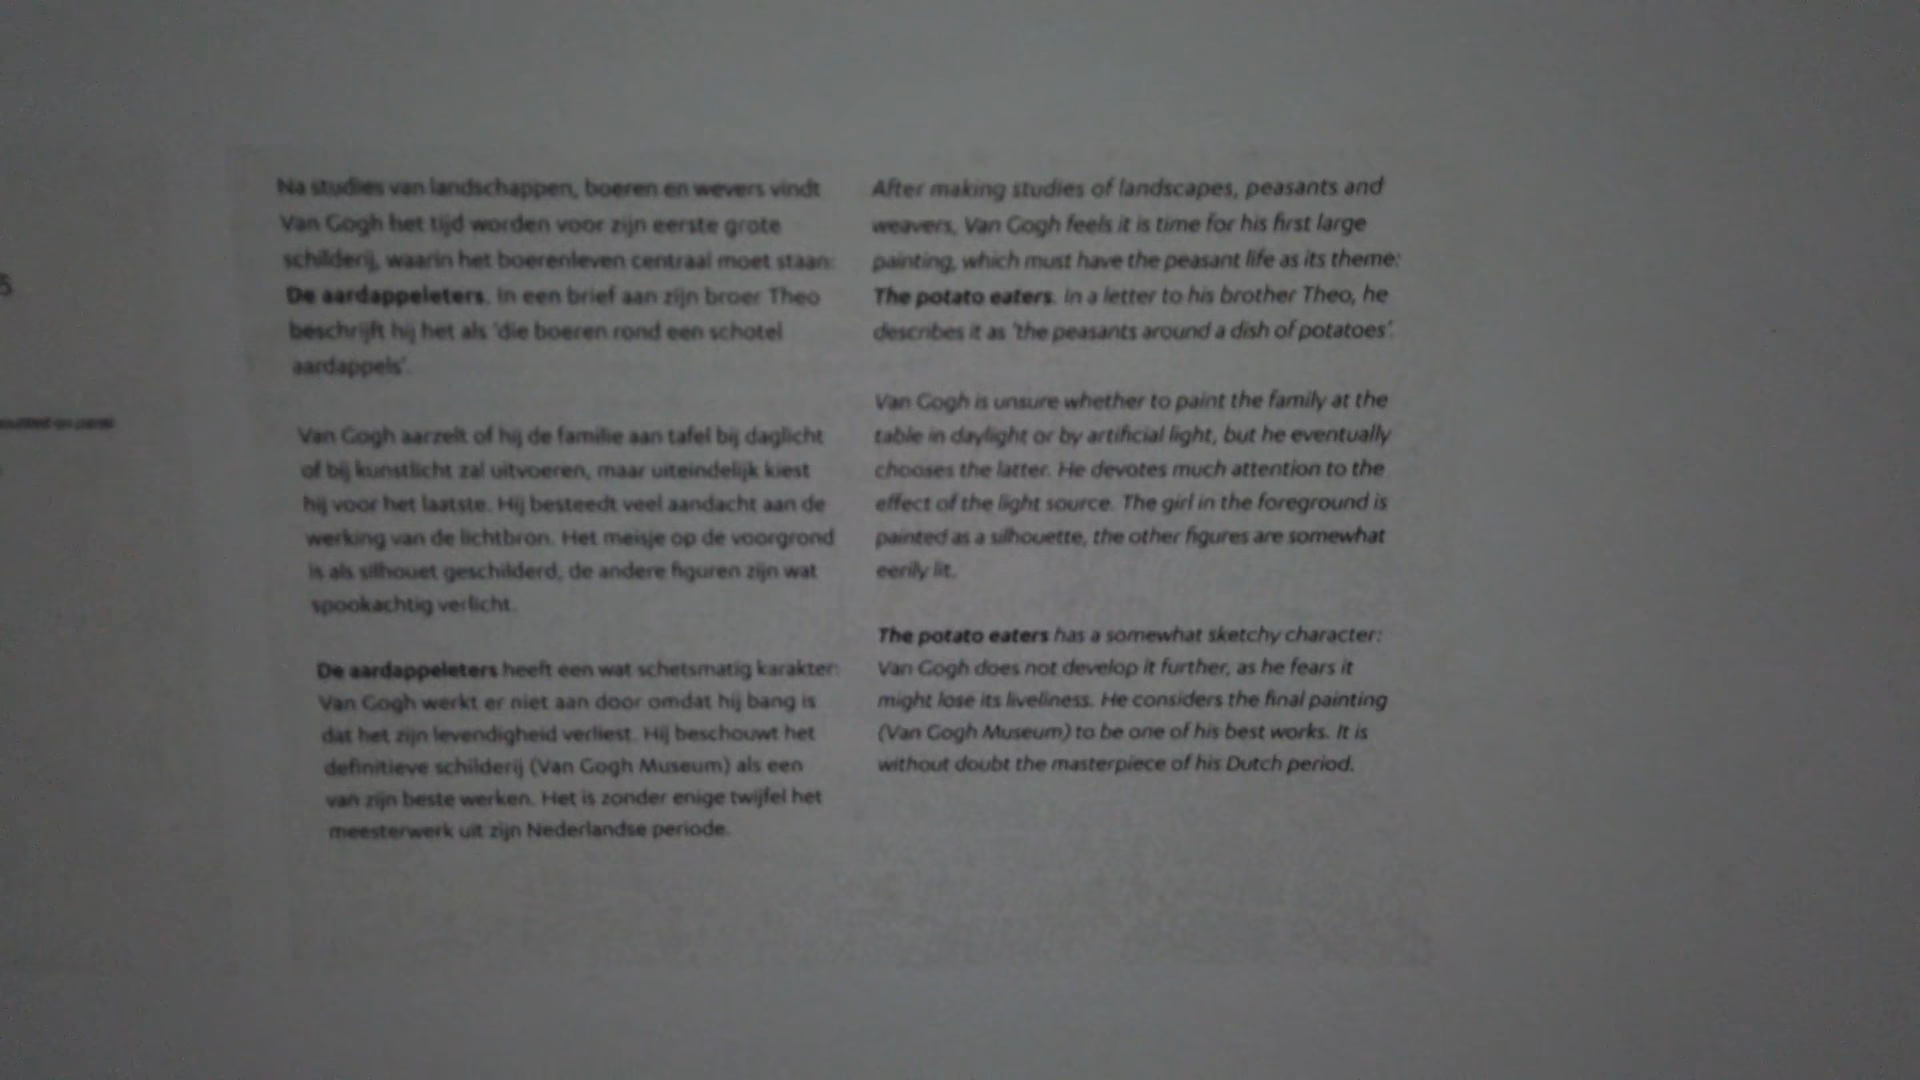 5
Na studies van landschappen, boeren en wevers vindt
Van Gogh het tijd worden voor zijn eerste grote
schilderij, waarin het boerenleven centraal moet staan:
De aardappeleters. In een brief aan zijn broer Theo
beschrijft hij het als 'die boeren rond een schotel
aardappels'.
Van Gogh aarzelt of hij de familie aan tafel bij daglicht
of bij kunstlicht zal uitvoeren, maar uiteindelijk kiest
hij voor het laatste. Hij besteedt veel aandacht aan de
werking van de lichtbron. Het meisje op de voorgrond
is als silhouet geschilderd, de andere figuren zijn wat
spookachtig verlicht.
De aardappeleters heeft een wat schetsmatig karakter:
Van Gogh werkt er niet aan door omdat hij bang is
dat het zijn levendigheid verliest. Hij beschouwt het
definitieve schilderij (Van Gogh Museum) als een
van zijn beste werken. Het is zonder enige twijfel het
meesterwerk uit zijn Nederlandse periode.
After making studies of landscapes, peasants and
weavers, Van Gogh feels it is time for his first large
painting, which must have the peasant life as its theme:
The potato eaters. In a letter to his brother Theo, he
describes it as 'the peasants around a dish of potatoes'.
Van Gogh is unsure whether to paint the family at the
table in daylight or by artificial light, but he eventually
chooses the latter. He devotes much attention to the
effect of the light source. The girl in the foreground is
painted as a silhouette, the other figures are somewhat
eerily lit.
The potato eaters has a somewhat sketchy character:
Van Gogh does not develop it further, as he fears it
might lose its liveliness. He considers the final painting
(Van Gogh Museum) to be one of his best works. It is
without doubt the masterpiece of his Dutch period.